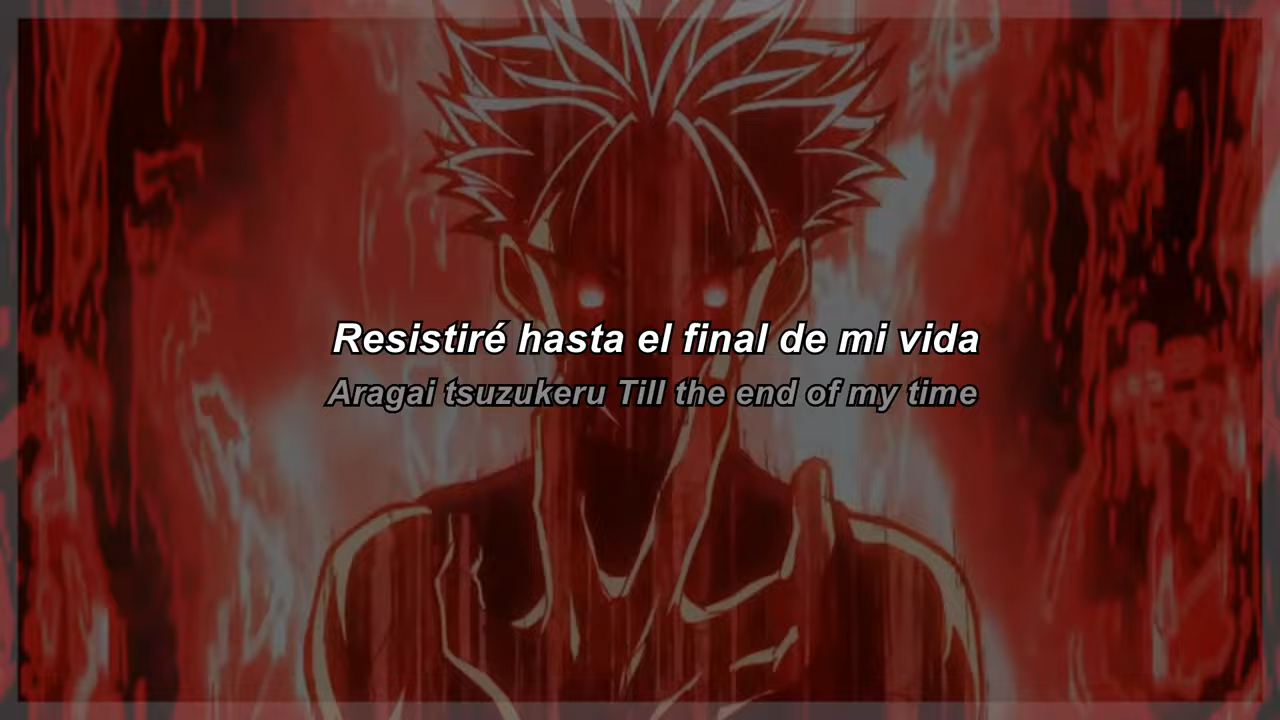 Resistiré hasta el final de mi vida
Aragai tsuzukeru Till the end of my time